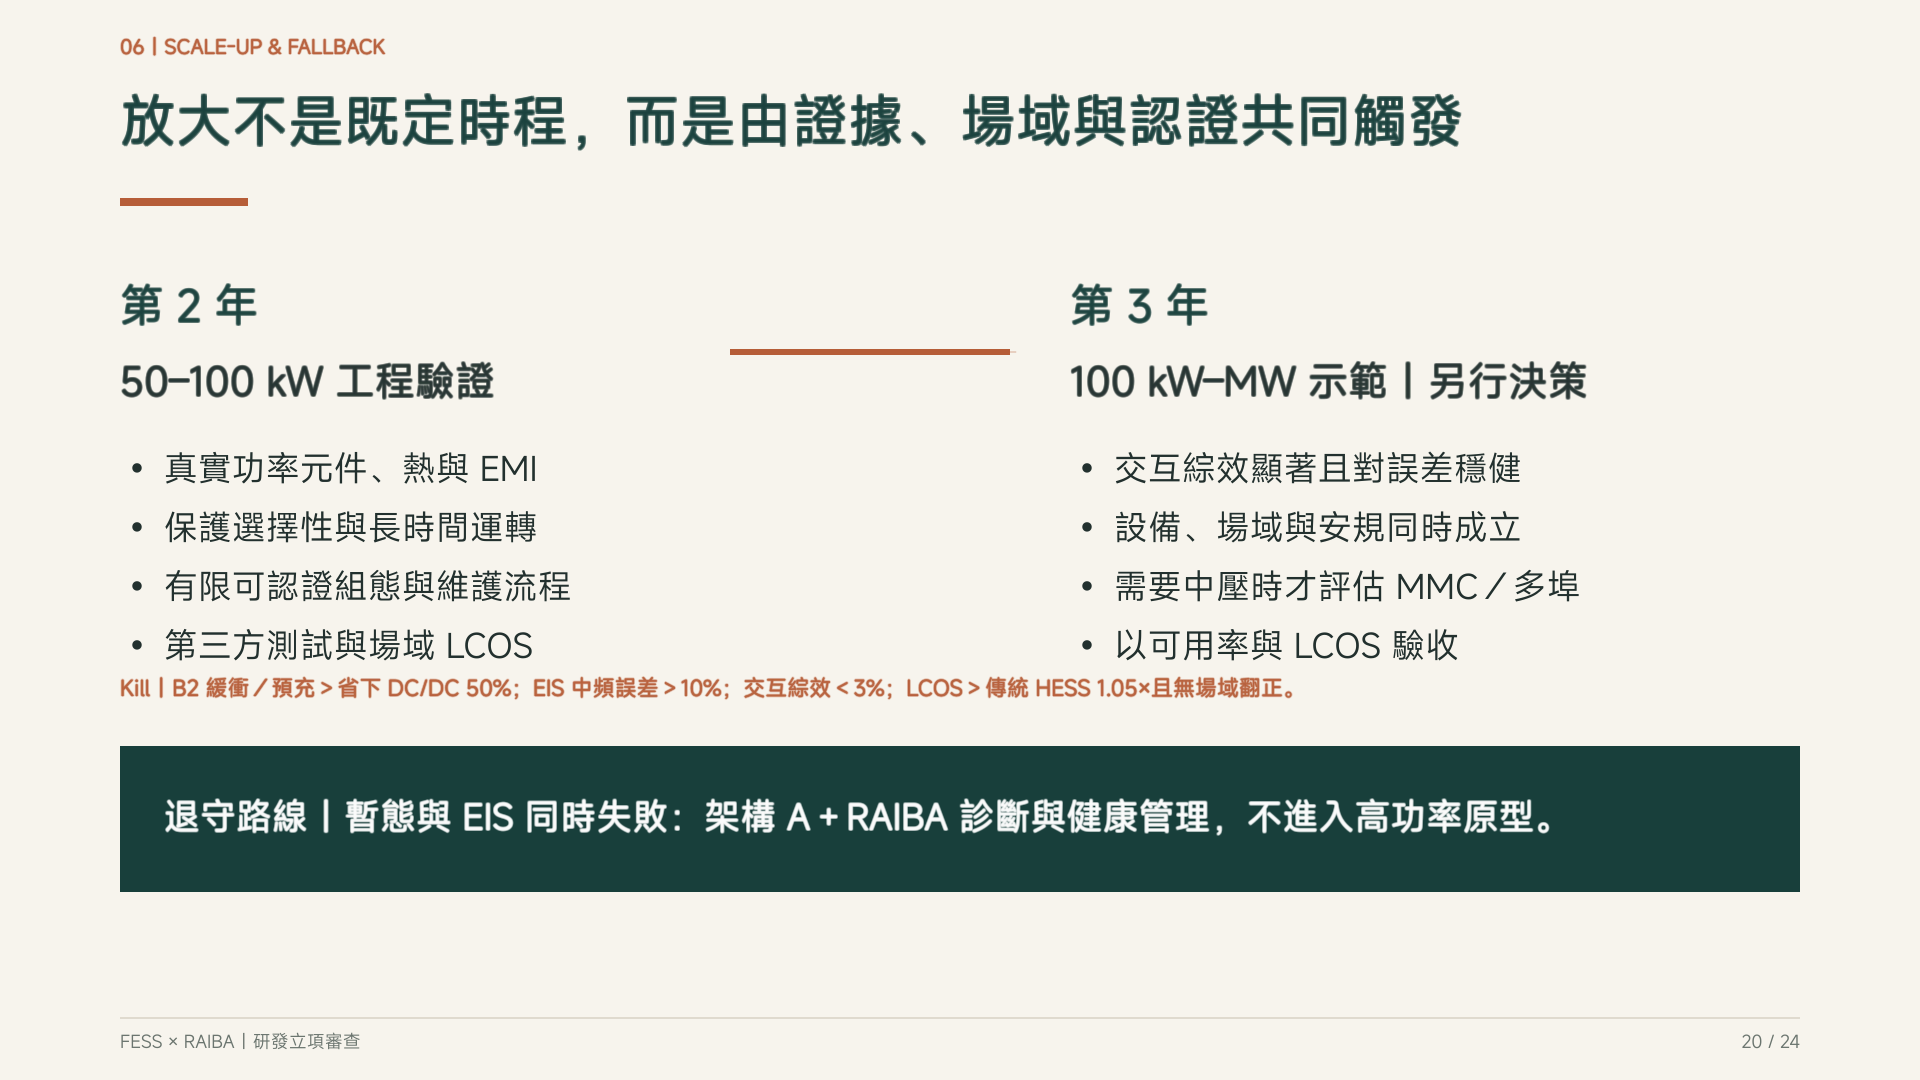 06｜SCALE-UP & FALLBACK
放大不是既定時程，而是由證據、場域與認證共同觸發
第 2 年
50–100 kW 工程驗證
• 真實功率元件、熱與 EMI
• 保護選擇性與長時間運轉
• 有限可認證組態與維護流程
• 第三方測試與場域 LCOS
第 3 年
100 kW–MW 示範｜另行決策
• 交互綜效顯著且對誤差穩健
• 設備、場域與安規同時成立
• 需要中壓時才評估 MMC／多埠
• 以可用率與 LCOS 驗收
Kill｜B2 緩衝／預充 > 省下 DC/DC 50%；EIS 中頻誤差 > 10%；交互綜效 < 3%；LCOS > 傳統 HESS 1.05×且無場域翻正。
退守路線｜暫態與 EIS 同時失敗：架構 A + RAIBA 診斷與健康管理，不進入高功率原型。
FESS × RAIBA｜研發立項審查
20 / 24